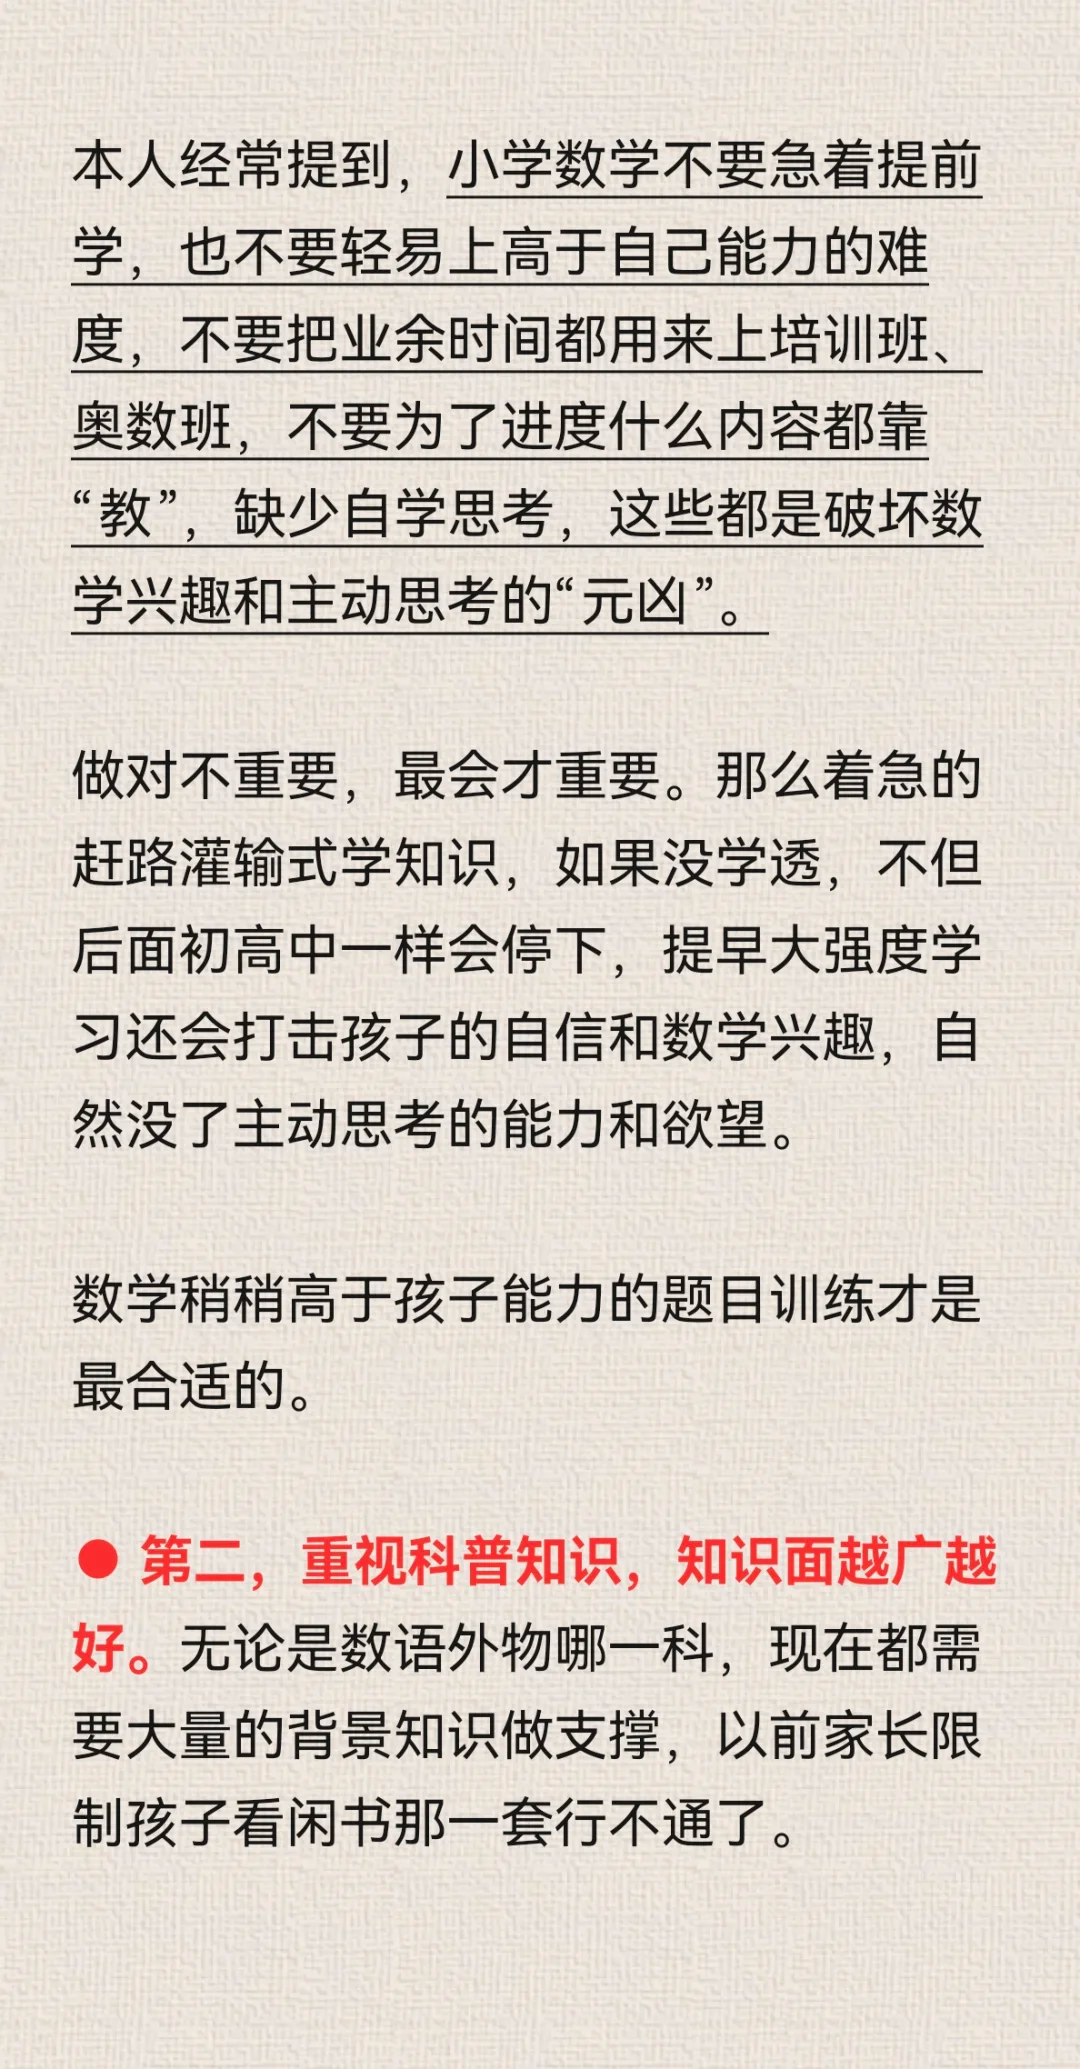 本人经常提到，小学数学不要急着提前
学，也不要轻易上高于自己能力的难
度，不要把业余时间都用来上培训班、
奥数班，不要为了进度什么内容都靠
“教”，缺少自学思考，这些都是破坏数
学兴趣和主动思考的“元凶”。
做对不重要，最会才重要。那么着急的
赶路灌输式学知识，如果没学透，不但
后面初高中一样会停下，提早大强度学
习还会打击孩子的自信和数学兴趣，自
然没了主动思考的能力和欲望。
数学稍稍高于孩子能力的题目训练才是
最合适的。
● 第二，重视科普知识，知识面越广越
好。无论是数语外物哪一科，现在都需
要大量的背景知识做支撑，以前家长限
制孩子看闲书那一套行不通了。